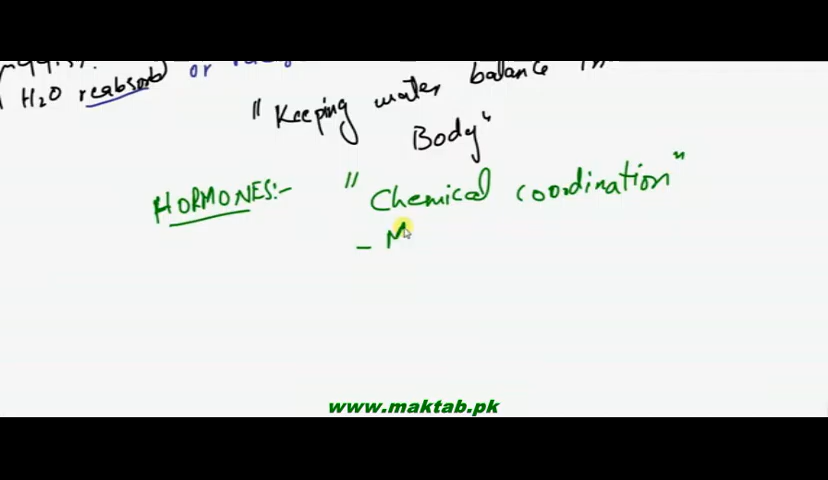 H₂O reabsorb or
"Keeping water balance
Body"
HORMONES:- "Chemical coordination"
- M
www.maktab.pk